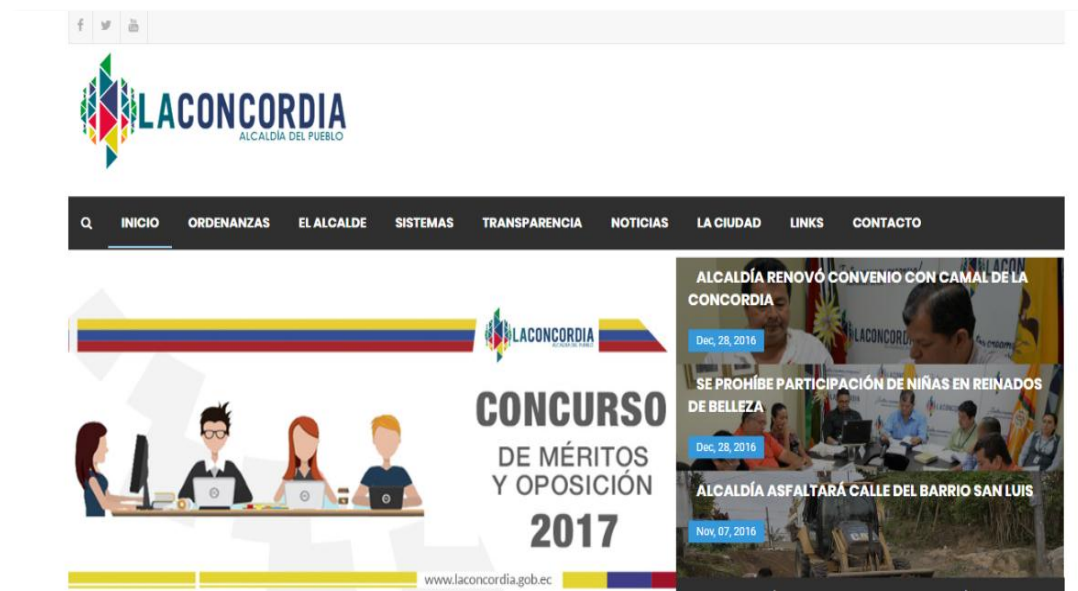 LACONCORDIA
ALCALDÍA DEL PUEBLO
INICIO ORDENANZAS EL ALCALDE SISTEMAS TRANSPARENCIA NOTICIAS LA CIUDAD LINKS CONTACTO
LACONCORDIA
ALCALDÍA DEL PUEBLO
CONCURSO
DE MÉRITOS
Y OPOSICIÓN
2017
www.laconcordia.gob.ec
ALCALDÍA RENOVÓ CONVENIO CON CAMAL DE LA
CONCORDIA
Dec, 28, 2016
SE PROHÍBE PARTICIPACIÓN DE NIÑAS EN REINADOS
DE BELLEZA
Dec, 28, 2016
ALCALDÍA ASFALTARÁ CALLE DEL BARRIO SAN LUIS
Nov, 07, 2016